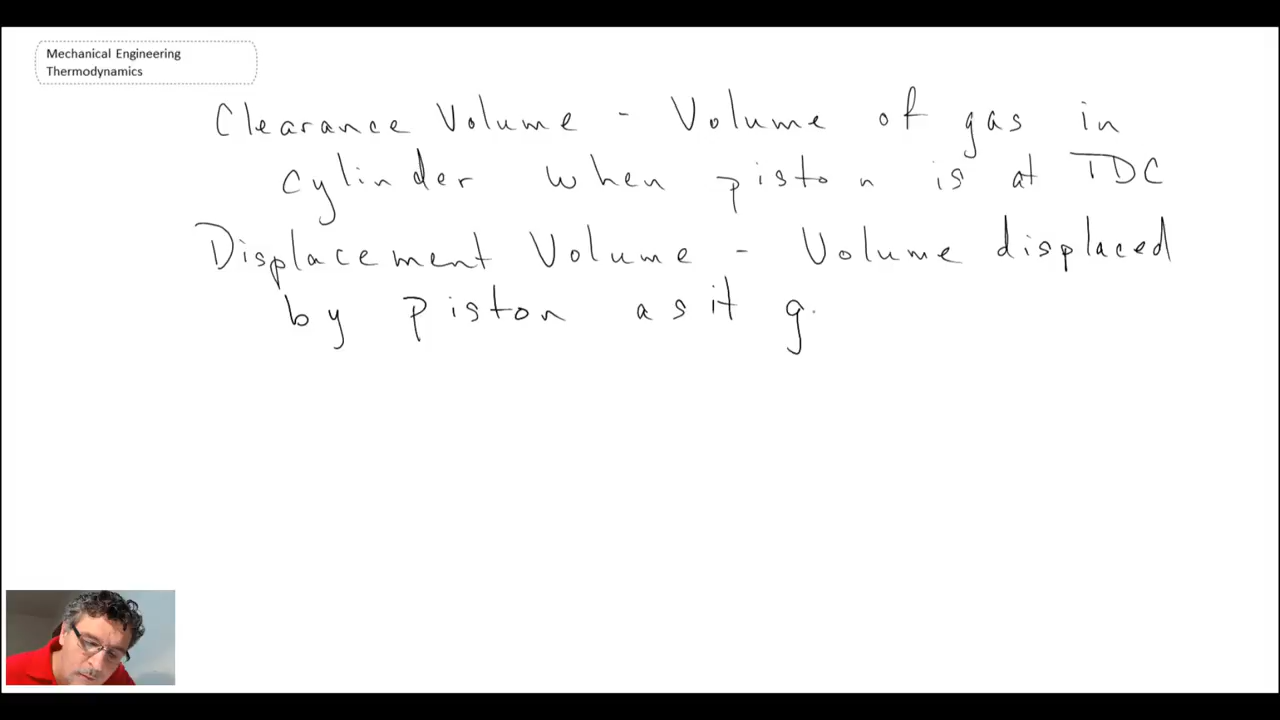 Mechanical Engineering
Thermodynamics
Clearance Volume - Volume of gas in
cylinder when piston is at TDC
Displacement Volume - Volume displaced
by piston as it g